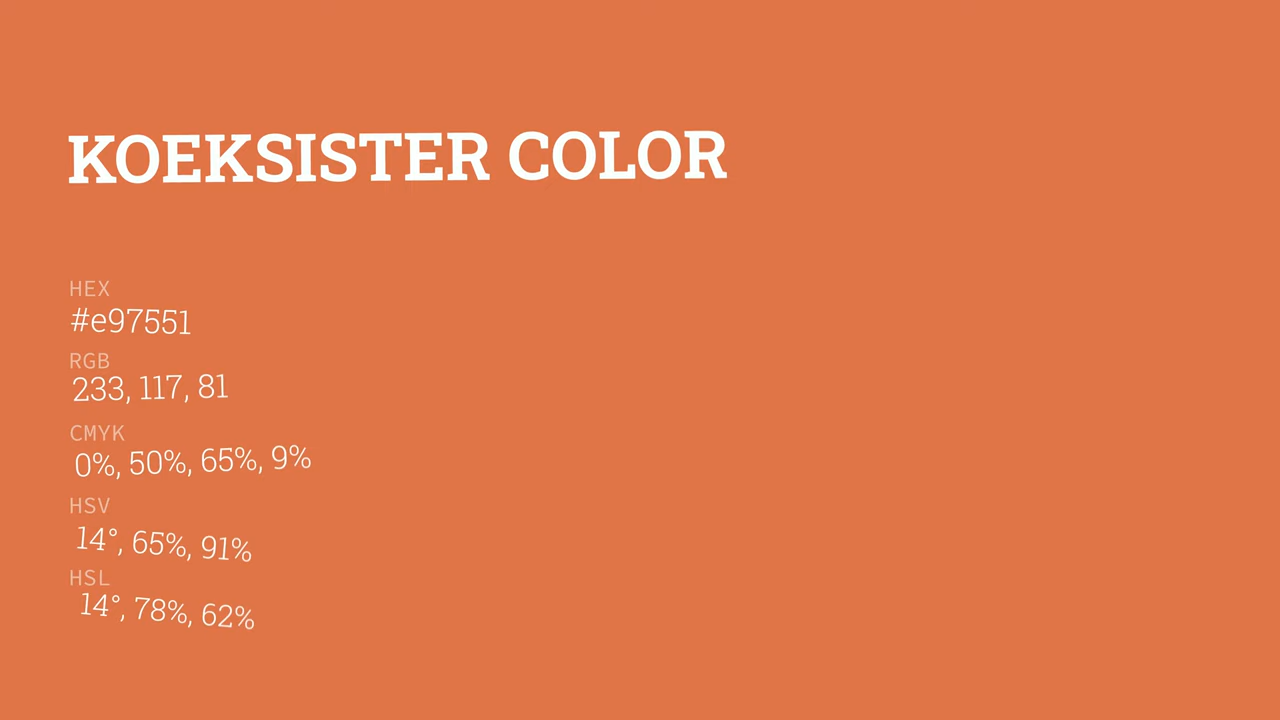 KOEKSISTER COLOR
HEX
#e97551
RGB
233, 117, 81
CMYK
0%, 50%, 65%, 9%
HSV
14°, 65%, 91%
HSL
14°, 78%, 62%